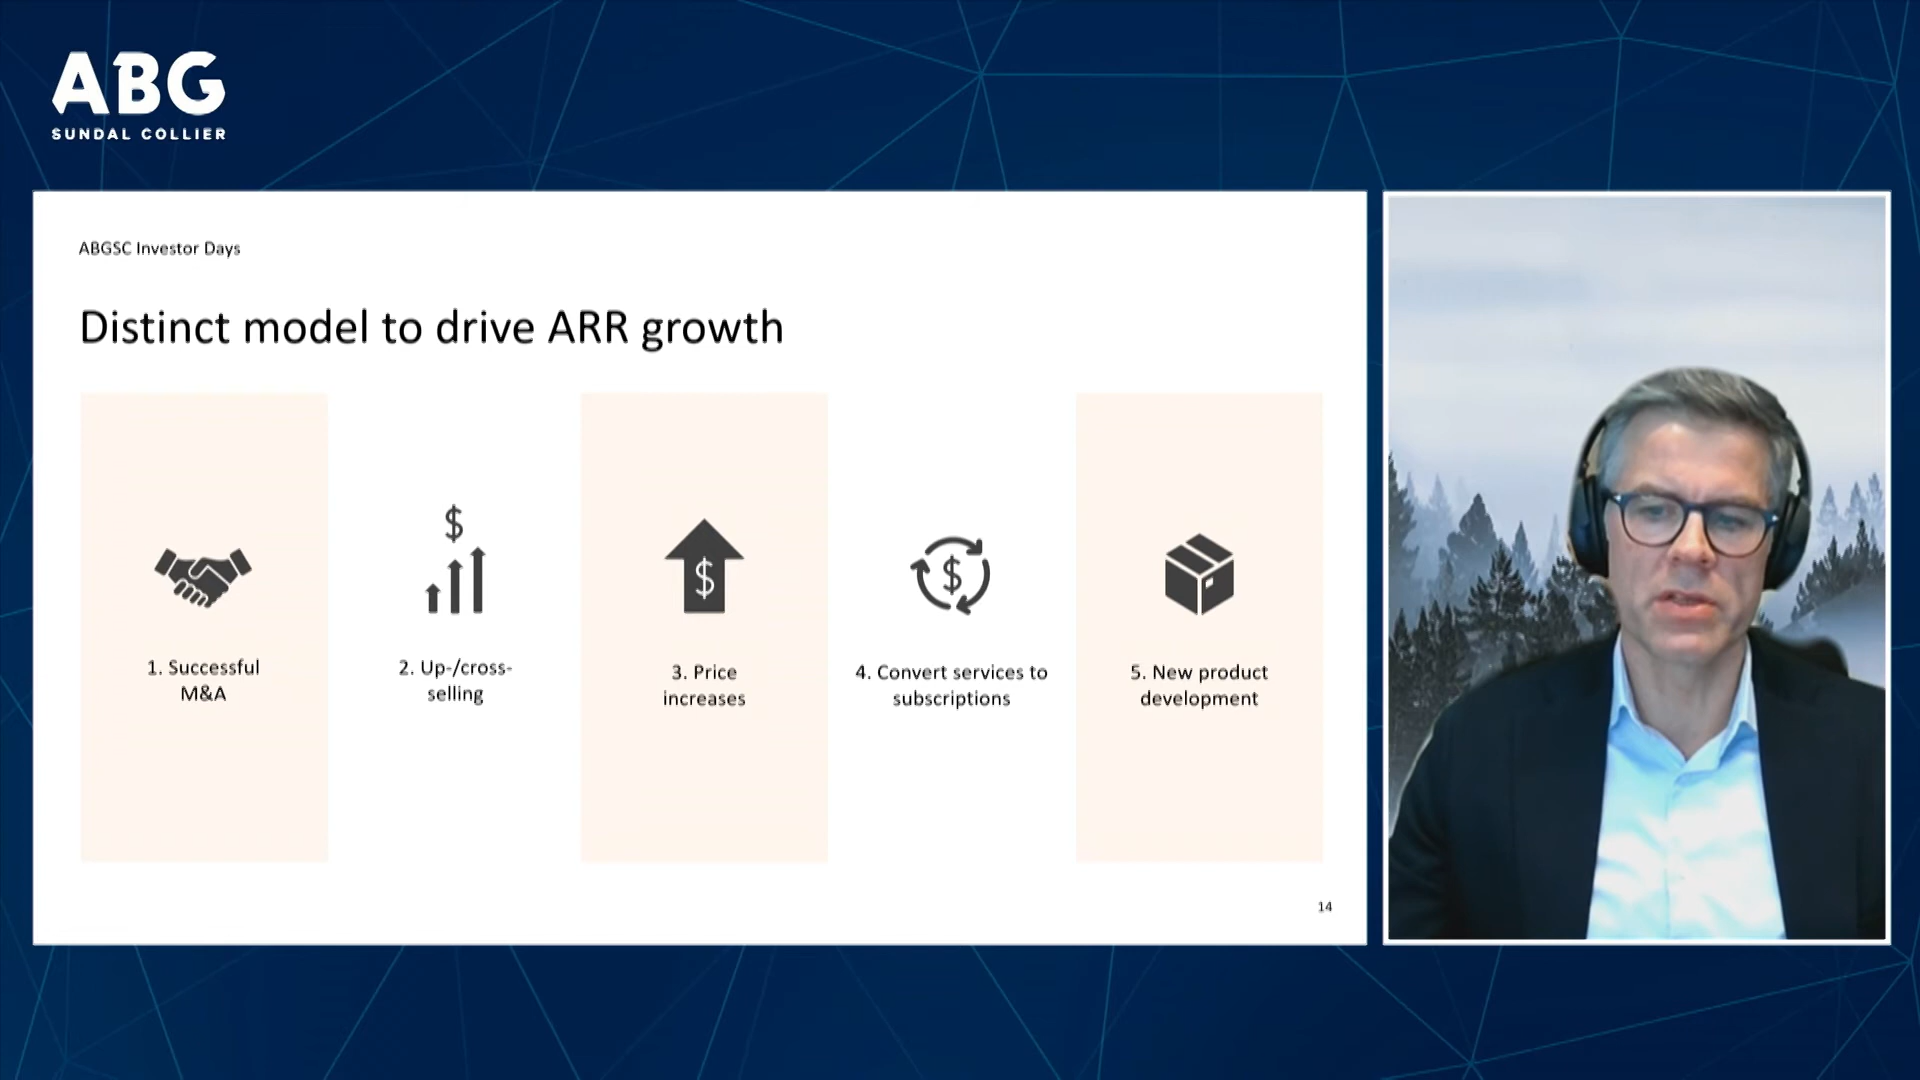 ABG
SUNDAL COLLIER
ABGSC Investor Days
Distinct model to drive ARR growth
$
$
$
1. Successful
M&A
2. Up-/cross-
selling
3. Price
increases
4. Convert services to
subscriptions
5. New product
development
14